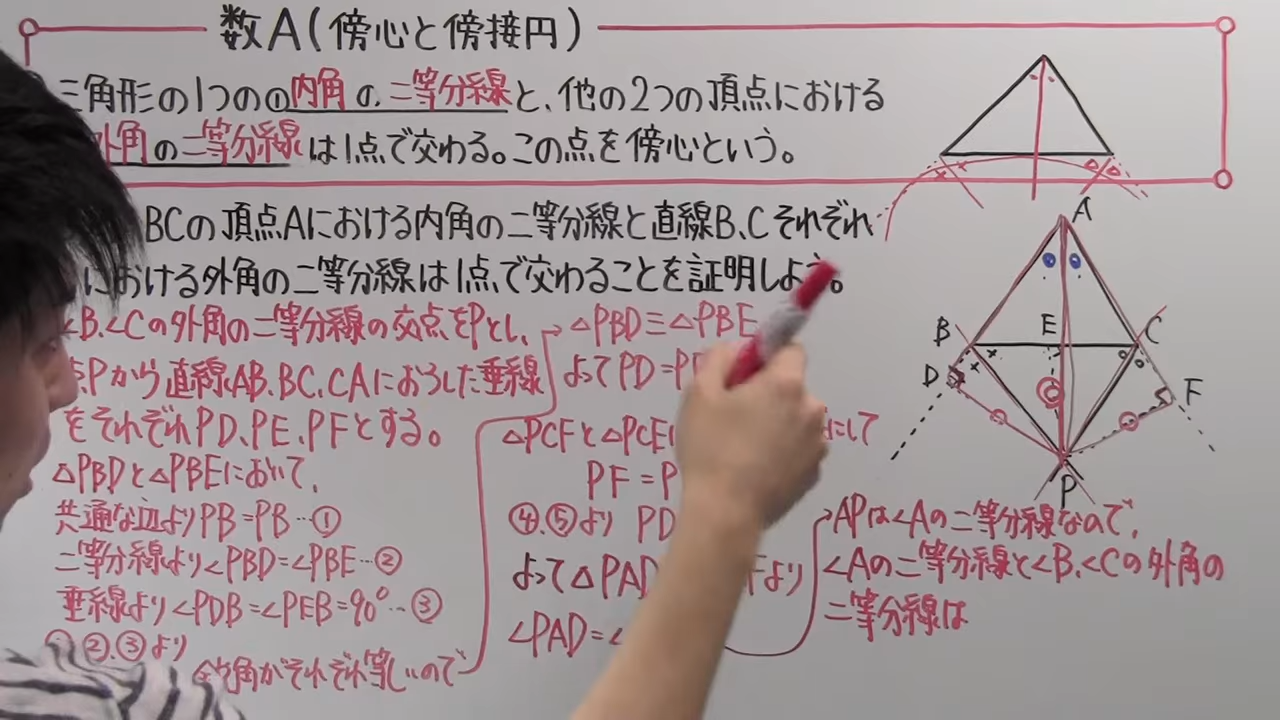 数A(傍心と傍接円)
三角形の1つの①内角の二等分線と、他の2つの頂点における
外角の二等分線は1点で交わる。この点を傍心という。
BCの頂点Aにおける内角の二等分線と直線B、Cそれぞれ
における外角の二等分線は1点で交わることを証明しよう。
∠B、∠Cの外角の二等分線の交点をPとし、
点Pから直線AB、BC、CAにおろした垂線
をそれぞれPD、PE、PFとする。
△PBDと△PBEにおいて、
共通な辺よりPB=PB…①
二等分線より∠PBD=∠PBE…②
垂線より∠PDB=∠PEB=90°…③
①、②、③より
鋭角がそれぞれ等しいので
△PBD≡△PBE
よってPD=P
△PCFと△PCEに にして
PF=P
④、⑤より PD
よって△PAD Fより
∠PAD=∠
APは∠Aの二等分線なので、
∠Aの二等分線と∠B、∠Cの外角の
二等分線は
A
B
E
C
D
F
P